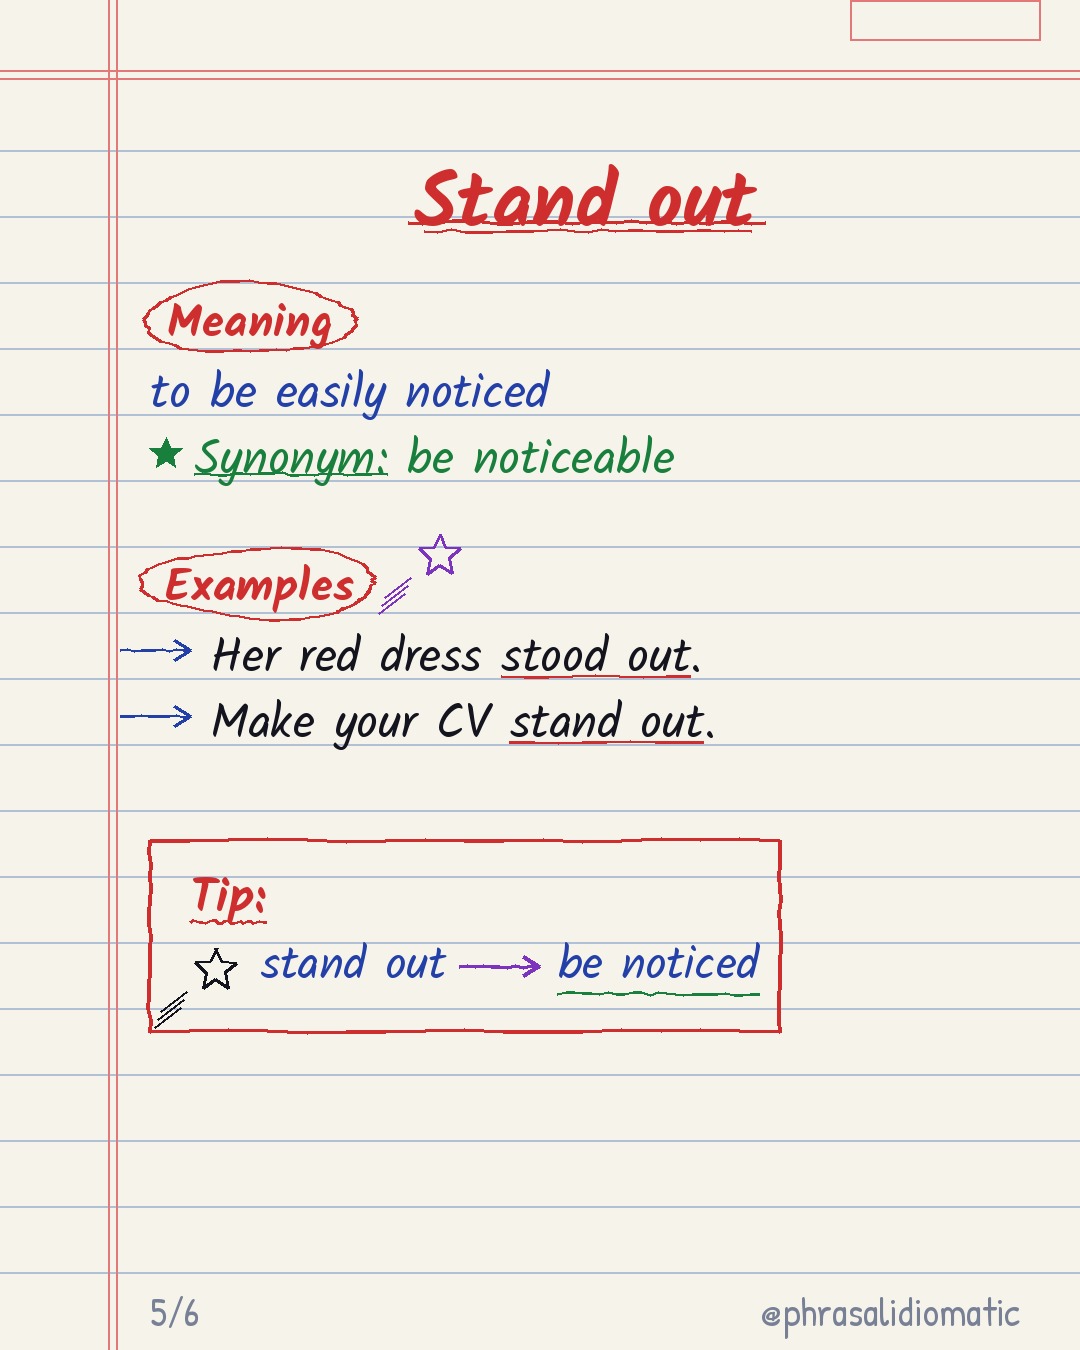 Stand out
Meaning
to be easily noticed
★ Synonym: be noticeable
Examples
→ Her red dress stood out.
→ Make your CV stand out.
Tip:
☆ stand out → be noticed
5/6
@phrasalidiomatic